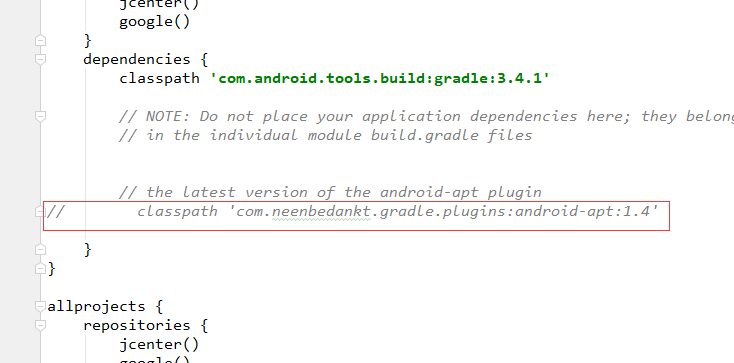 jcenter()
google()
}
dependencies {
classpath 'com.android.tools.build:gradle:3.4.1'
// NOTE: Do not place your application dependencies here; they belong
// in the individual module build.gradle files
// the latest version of the android-apt plugin
// classpath 'com.neenbedankt.gradle.plugins:android-apt:1.4'
}
}
allprojects {
repositories {
jcenter()
google()